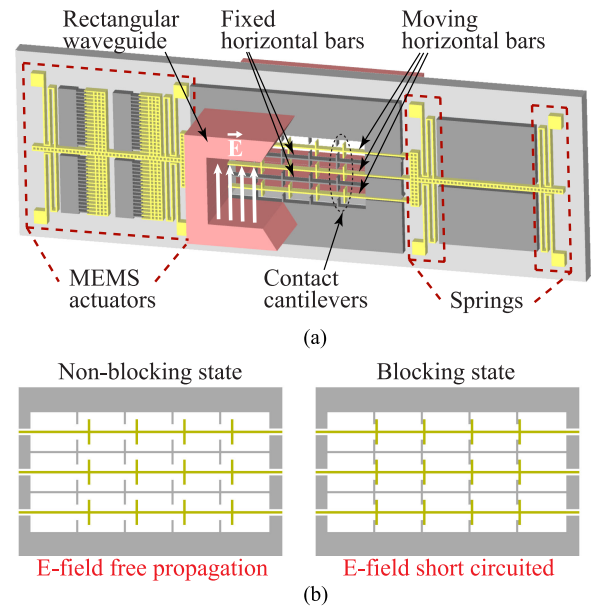 Rectangular
waveguide
Fixed
horizontal bars
Moving
horizontal bars
E
MEMS
actuators
Contact
cantilevers
Springs
(a)
Non-blocking state
Blocking state
E-field free propagation
E-field short circuited
(b)